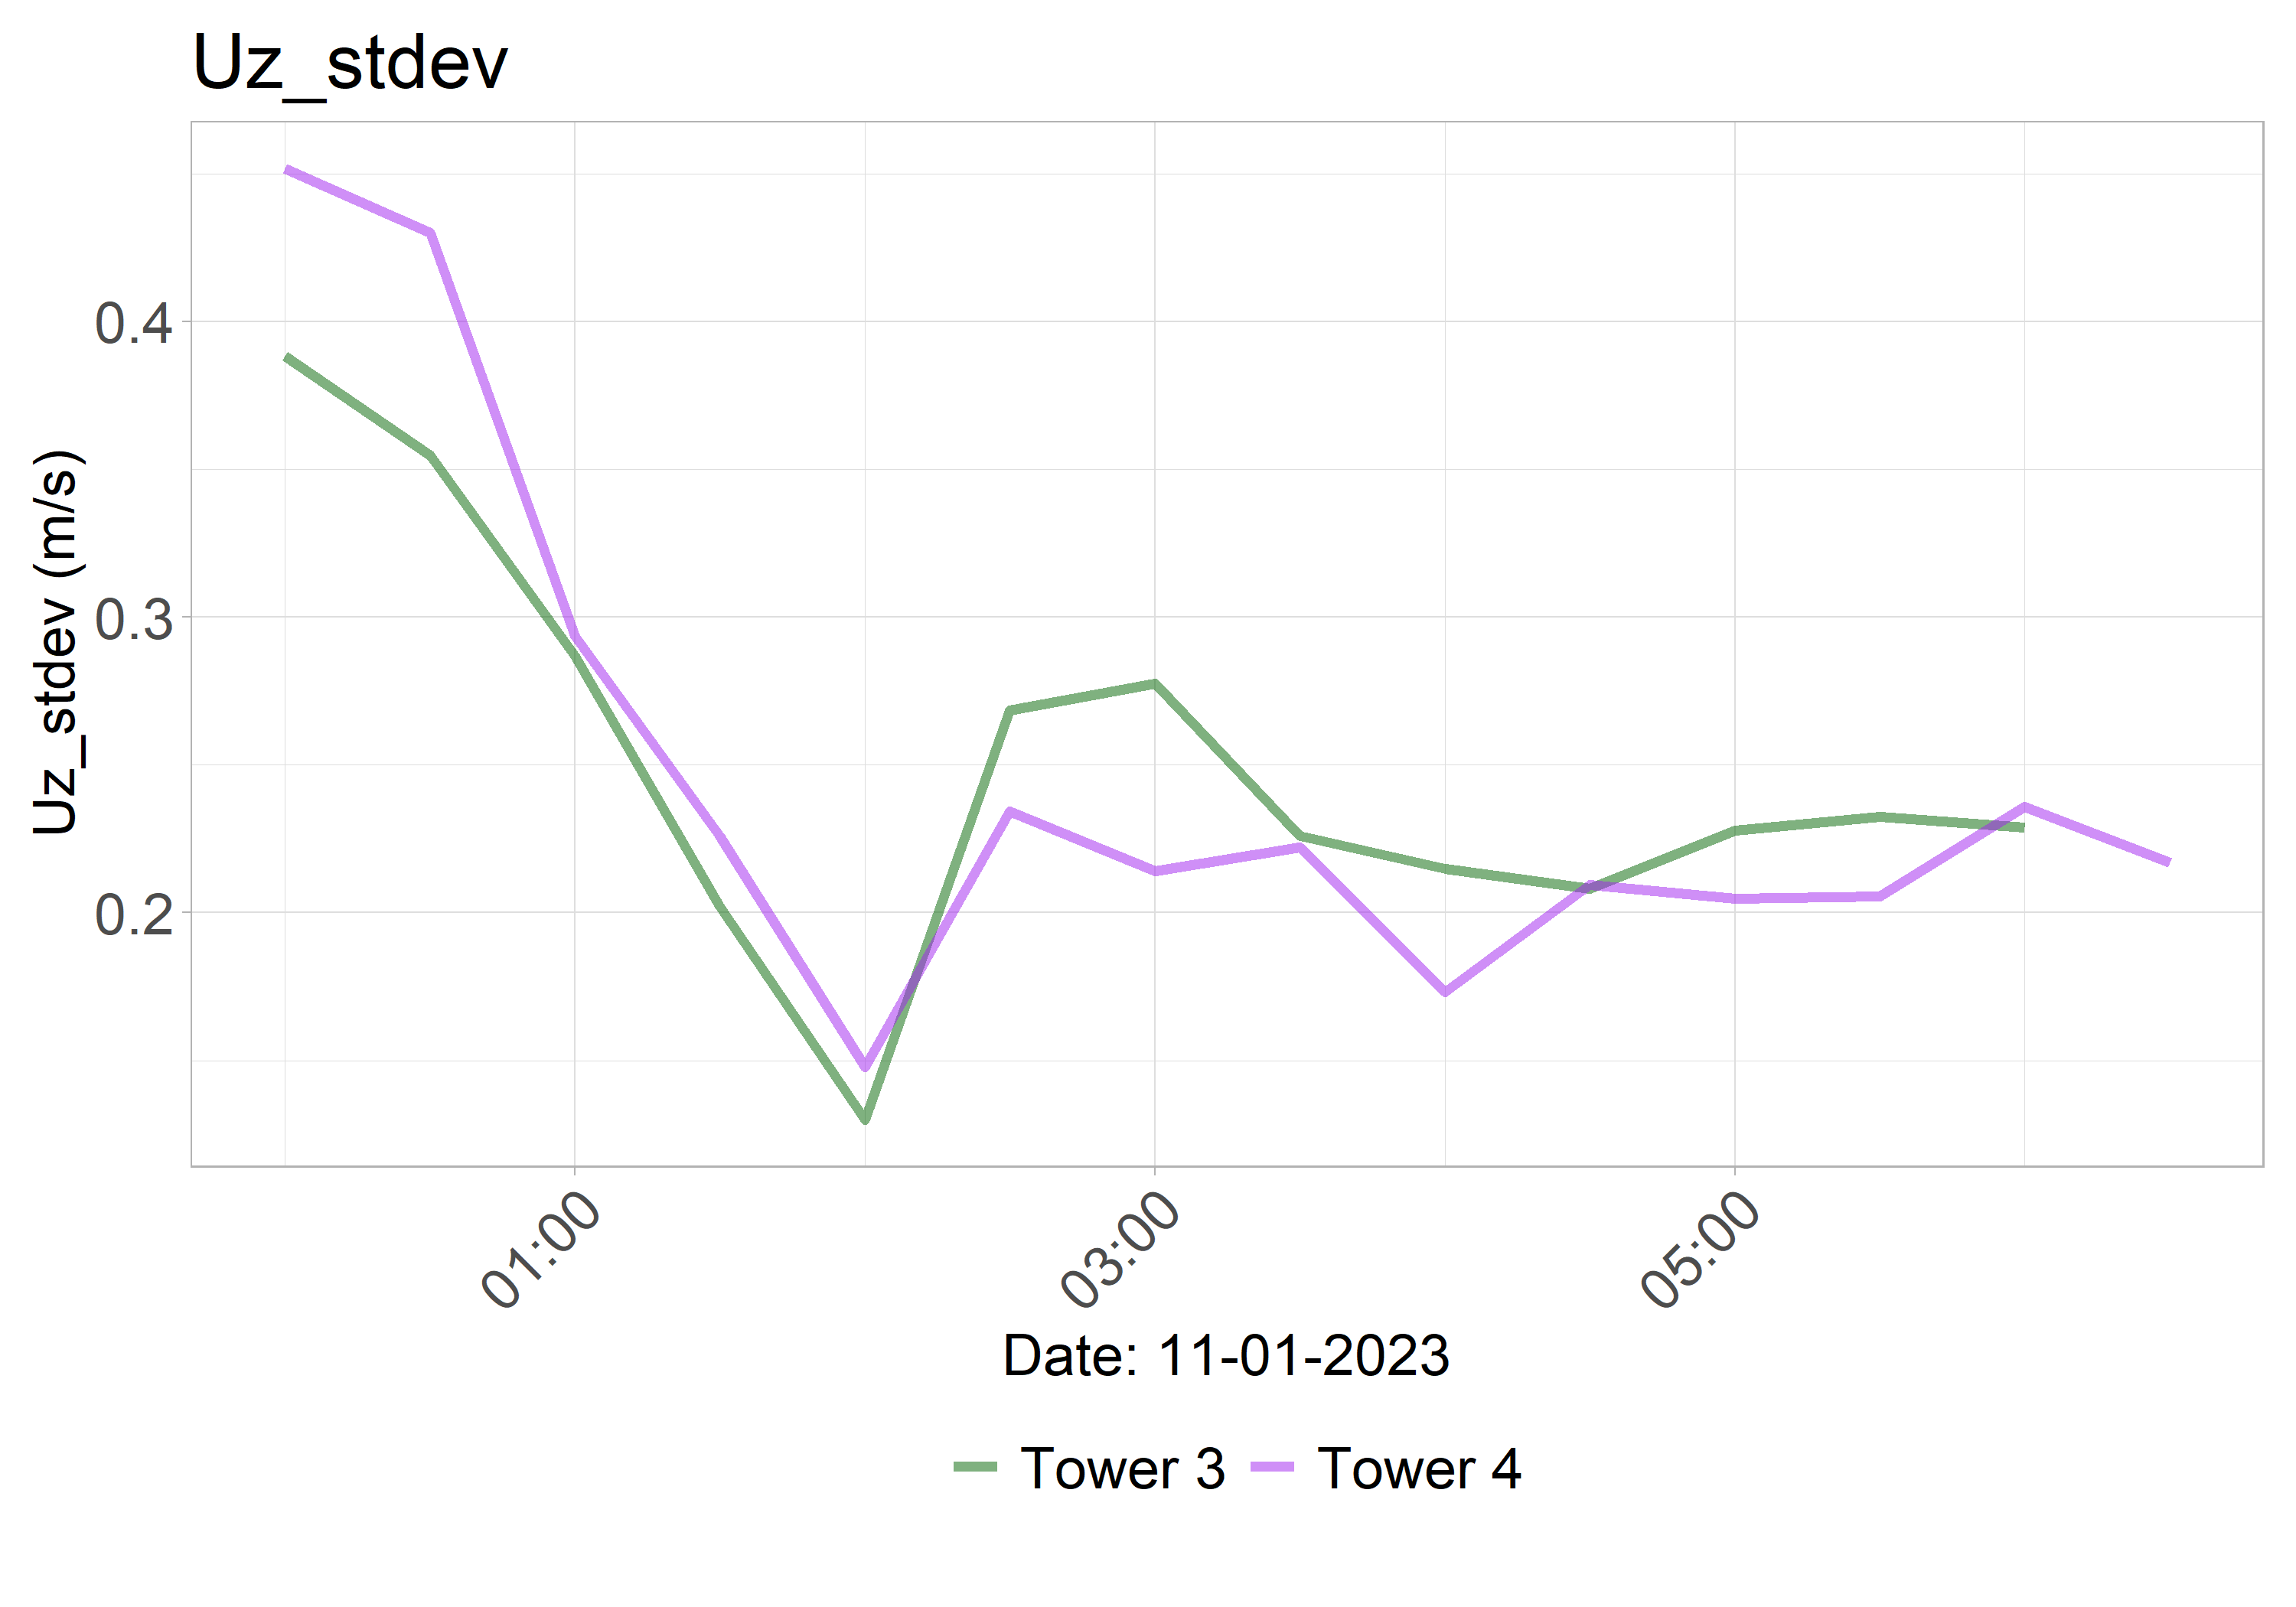 Uz_stdev
Uz_stdev (m/s)
0.4
0.3
0.2
01:00
03:00
05:00
Date: 11-01-2023
Tower 3
Tower 4